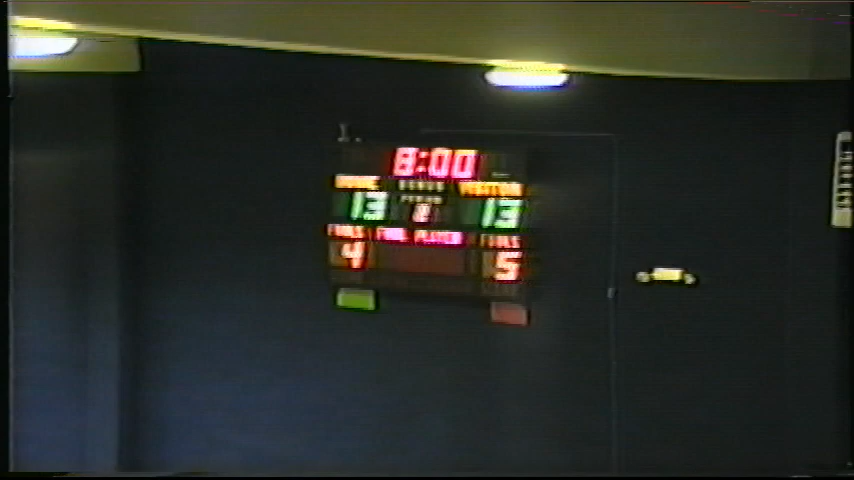 8:00
HOME BONUS VISITOR
PERIOD
13 2 13
FOULS FOUL PLAYER FOULS
4 5